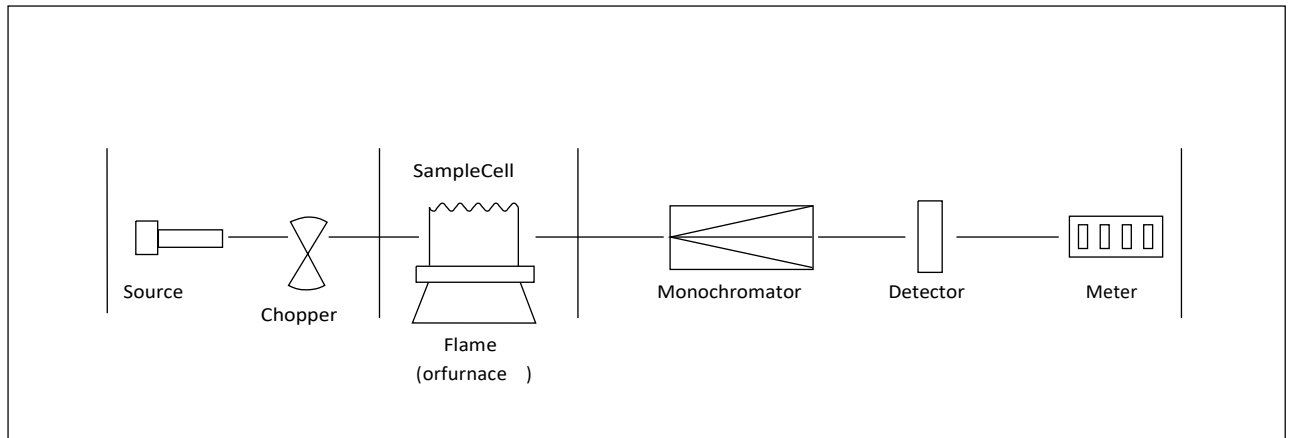 SampleCell
Source
Chopper
Flame
(orfurnace )
Monochromator
Detector
Meter